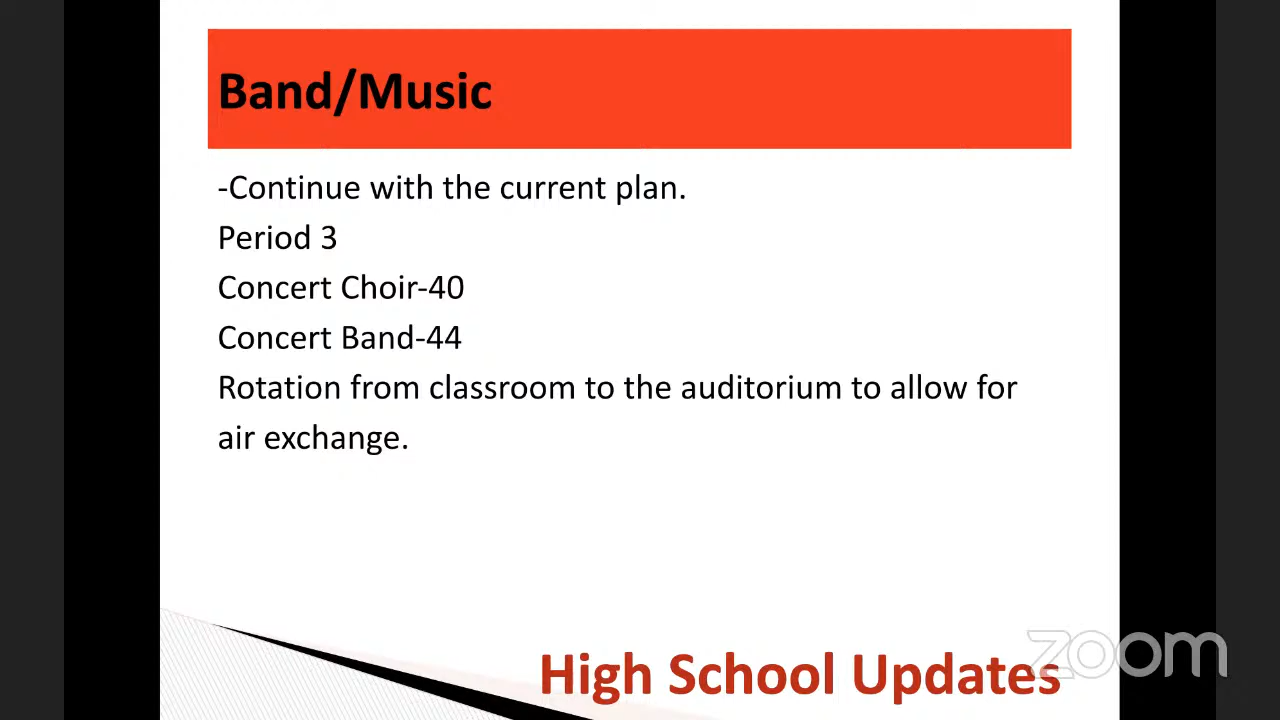 Band/Music
-Continue with the current plan.
Period 3
Concert Choir-40
Concert Band-44
Rotation from classroom to the auditorium to allow for
air exchange.
High School Updates
zoom